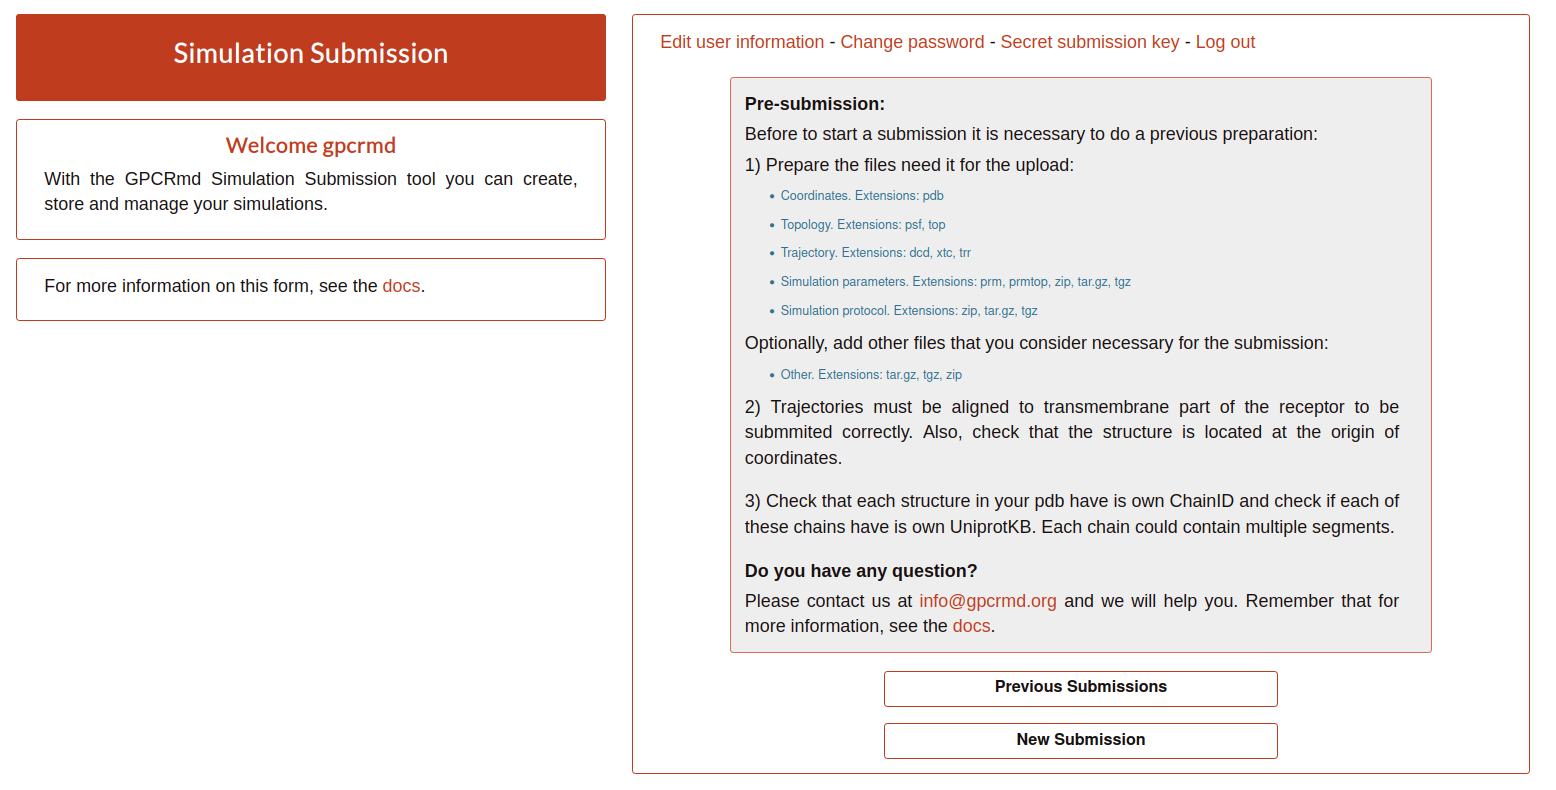 Simulation Submission
Welcome gpcrmd
With the GPCRmd Simulation Submission tool you can create,
store and manage your simulations.
For more information on this form, see the docs.
Edit user information - Change password - Secret submission key - Log out
Pre-submission:
Before to start a submission it is necessary to do a previous preparation:
1) Prepare the files need it for the upload:
• Coordinates. Extensions: pdb
• Topology. Extensions: psf, top
• Trajectory. Extensions: dcd, xtc, trr
• Simulation parameters. Extensions: prm, prmtop, zip, tar.gz, tgz
• Simulation protocol. Extensions: zip, tar.gz, tgz
Optionally, add other files that you consider necessary for the submission:
• Other. Extensions: tar.gz, tgz, zip
2) Trajectories must be aligned to transmembrane part of the receptor to be
submmited correctly. Also, check that the structure is located at the origin of
coordinates.
3) Check that each structure in your pdb have is own ChainID and check if each of
these chains have is own UniprotKB. Each chain could contain multiple segments.
Do you have any question?
Please contact us at info@gpcrmd.org and we will help you. Remember that for
more information, see the docs.
Previous Submissions
New Submission